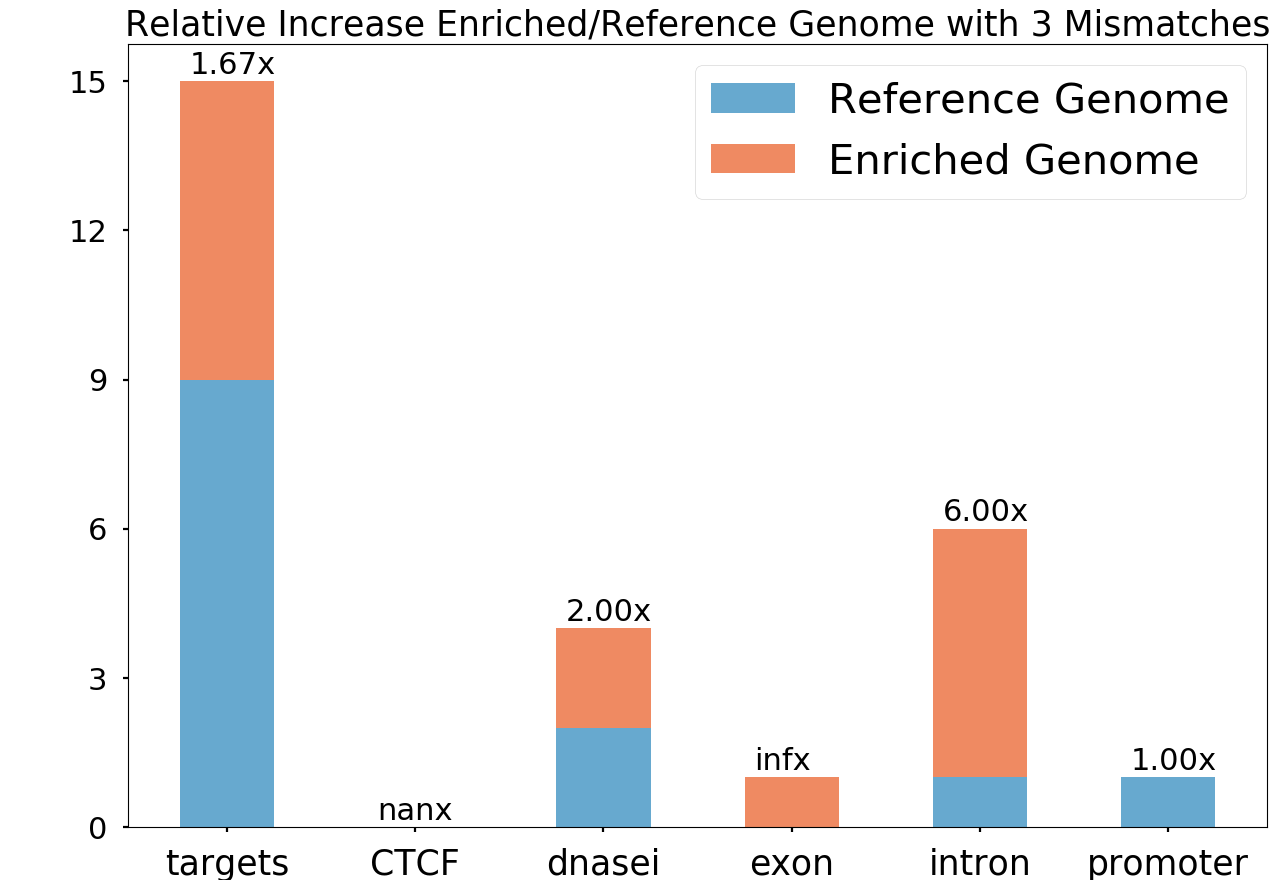 Relative Increase Enriched/Reference Genome with 3 Mismatches
1.67x
15
Reference Genome
Enriched Genome
12
9
6.00x
6
2.00x
3
infx
1.00x
nanx
0
targets CTCF dnasei exon intron promoter